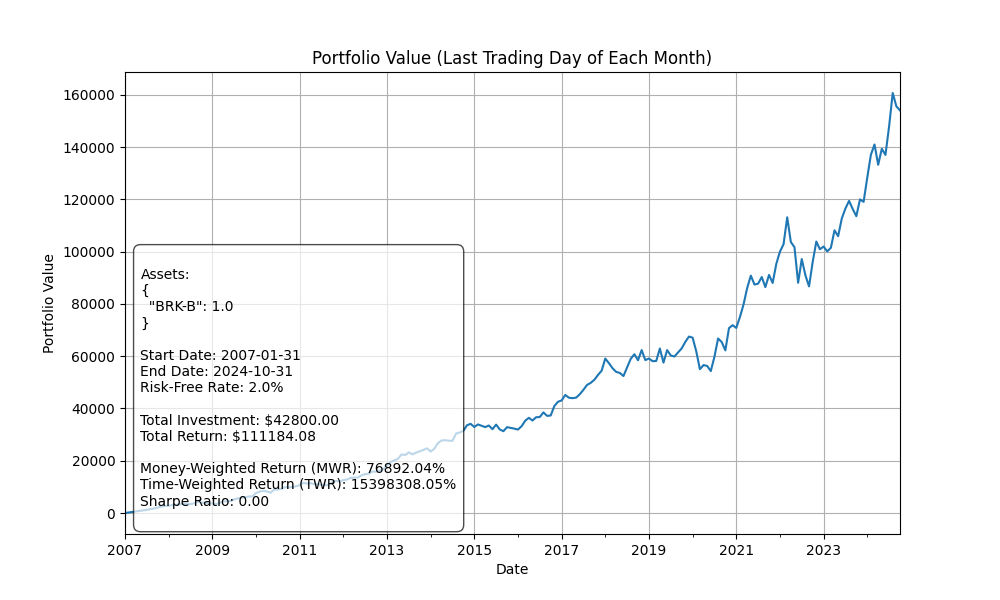 Portfolio Value (Last Trading Day of Each Month)
160000
140000
120000
100000
80000
60000
40000
20000
0
Portfolio Value
Assets:
{
"BRK-B": 1.0
}
Start Date: 2007-01-31
End Date: 2024-10-31
Risk-Free Rate: 2.0%
Total Investment: $42800.00
Total Return: $111184.08
Money-Weighted Return (MWR): 76892.04%
Time-Weighted Return (TWR): 15398308.05%
Sharpe Ratio: 0.00
2007 2009 2011 2013 2015 2017 2019 2021 2023
Date